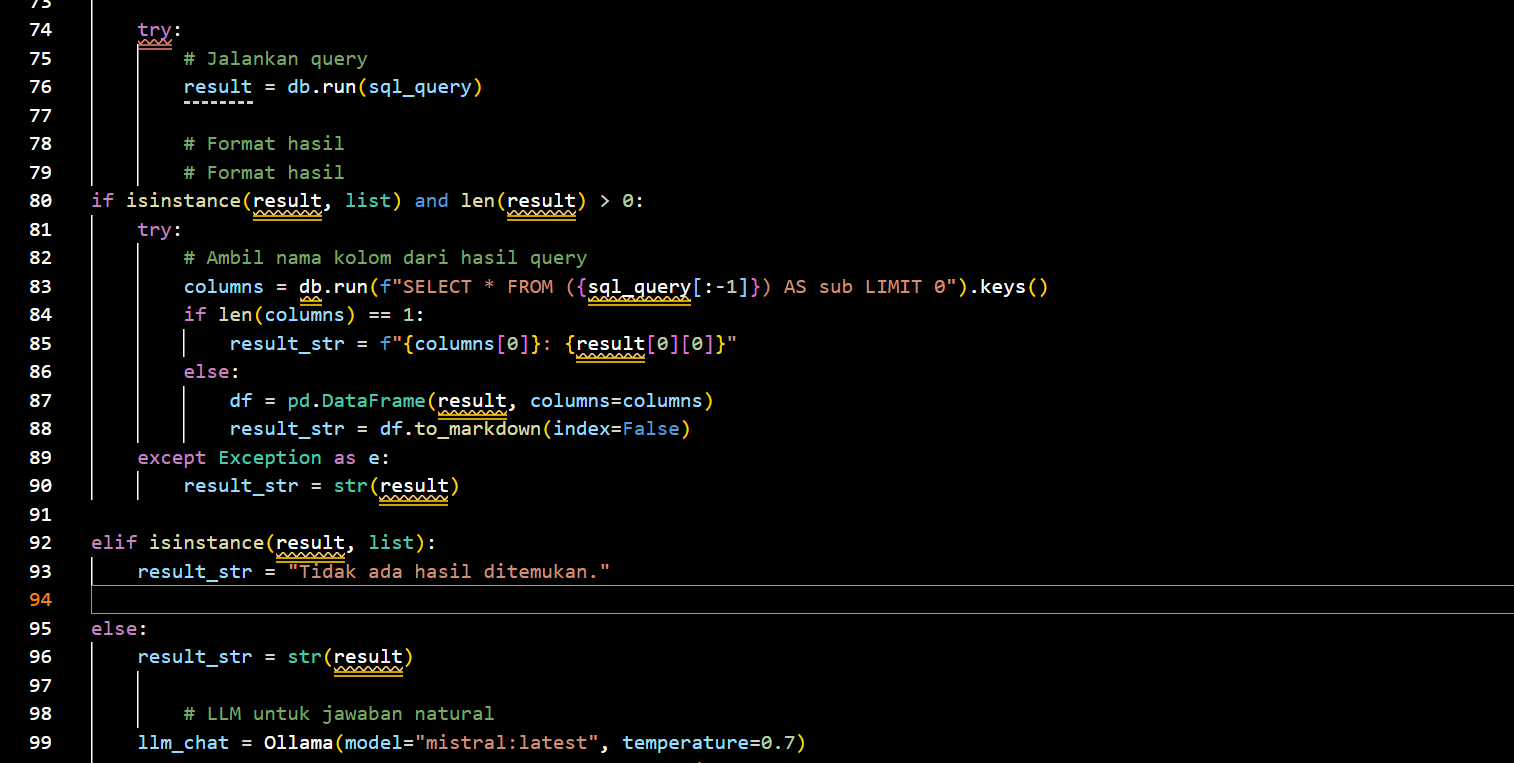 73
74 try:
75 # Jalankan query
76 result = db.run(sql_query)
77
78 # Format hasil
79 # Format hasil
80 if isinstance(result, list) and len(result) > 0:
81 try:
82 # Ambil nama kolom dari hasil query
83 columns = db.run(f"SELECT * FROM ({sql_query[:-1]}) AS sub LIMIT 0").keys()
84 if len(columns) == 1:
85 result_str = f"{columns[0]}: {result[0][0]}"
86 else:
87 df = pd.DataFrame(result, columns=columns)
88 result_str = df.to_markdown(index=False)
89 except Exception as e:
90 result_str = str(result)
91
92 elif isinstance(result, list):
93 result_str = "Tidak ada hasil ditemukan."
94
95 else:
96 result_str = str(result)
97
98 # LLM untuk jawaban natural
99 llm_chat = Ollama(model="mistral:latest", temperature=0.7)